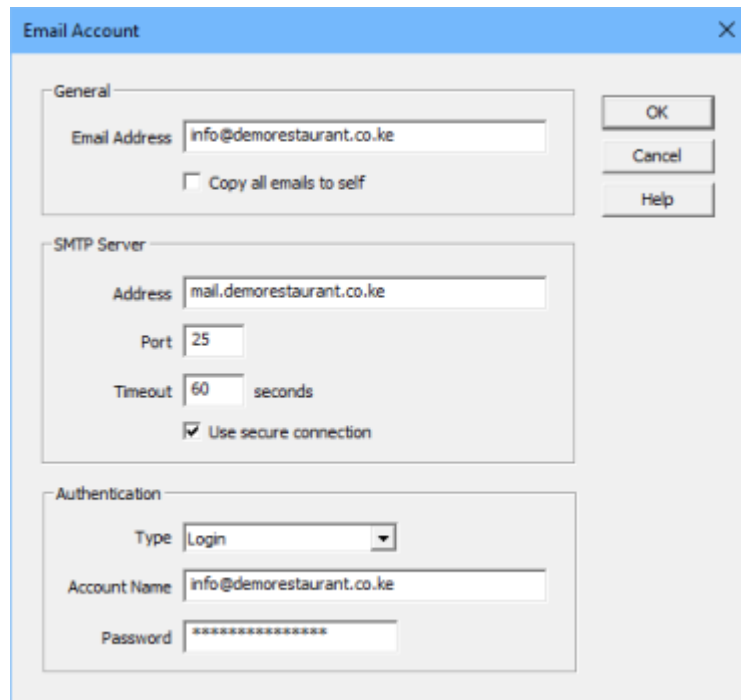 Email Account
General
OK
Email Address info@demorestaurant.co.ke
Cancel
Copy all emails to self
Help
SMTP Server
Address mail.demorestaurant.co.ke
Port 25
Timeout 60 seconds
Use secure connection
Authentication
Type Login
Account Name info@demorestaurant.co.ke
Password ***************